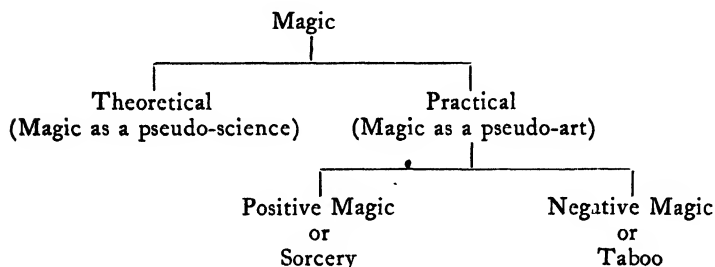 Magic
Theoretical Practical
(Magic as a pseudo-science) (Magic as a pseudo-art)
Positive Magic Negative Magic
or or
Sorcery Taboo